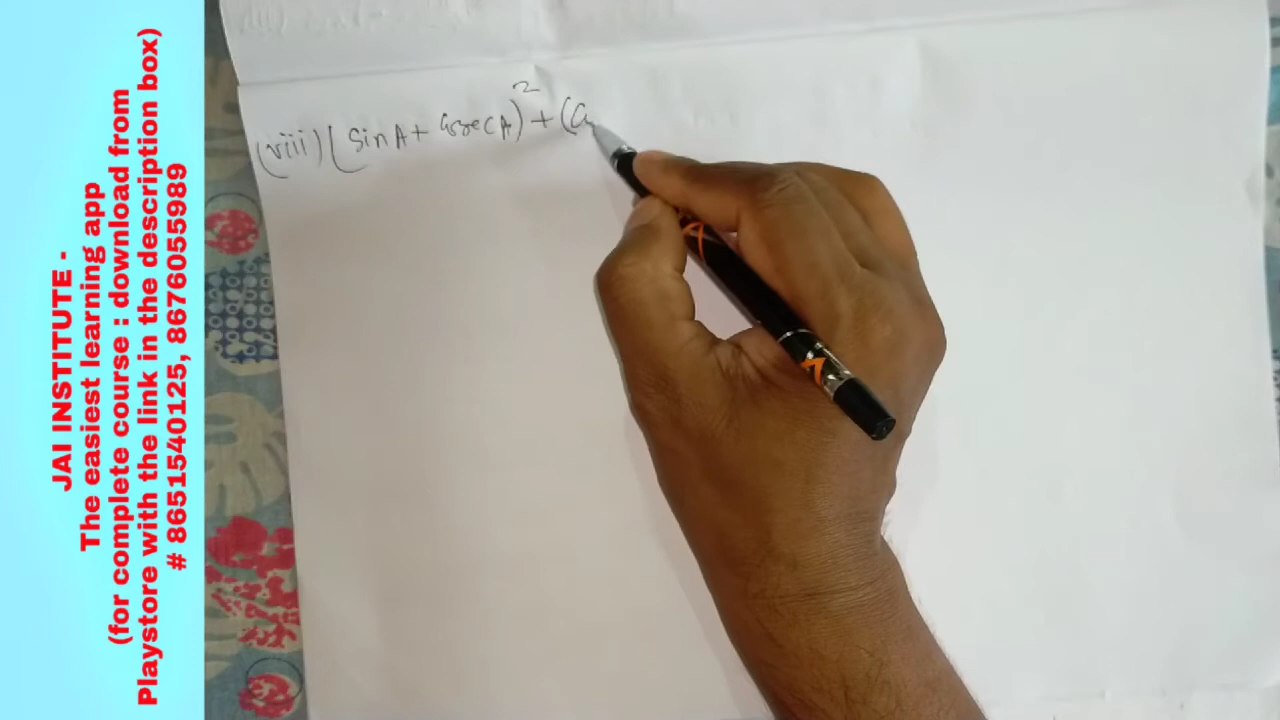 JAI INSTITUTE -
The easiest learning app
(for complete course : download from
Playstore with the link in the description box)
# 8651540125, 8676055989
(viii) (sinA + cosecA)² + (co